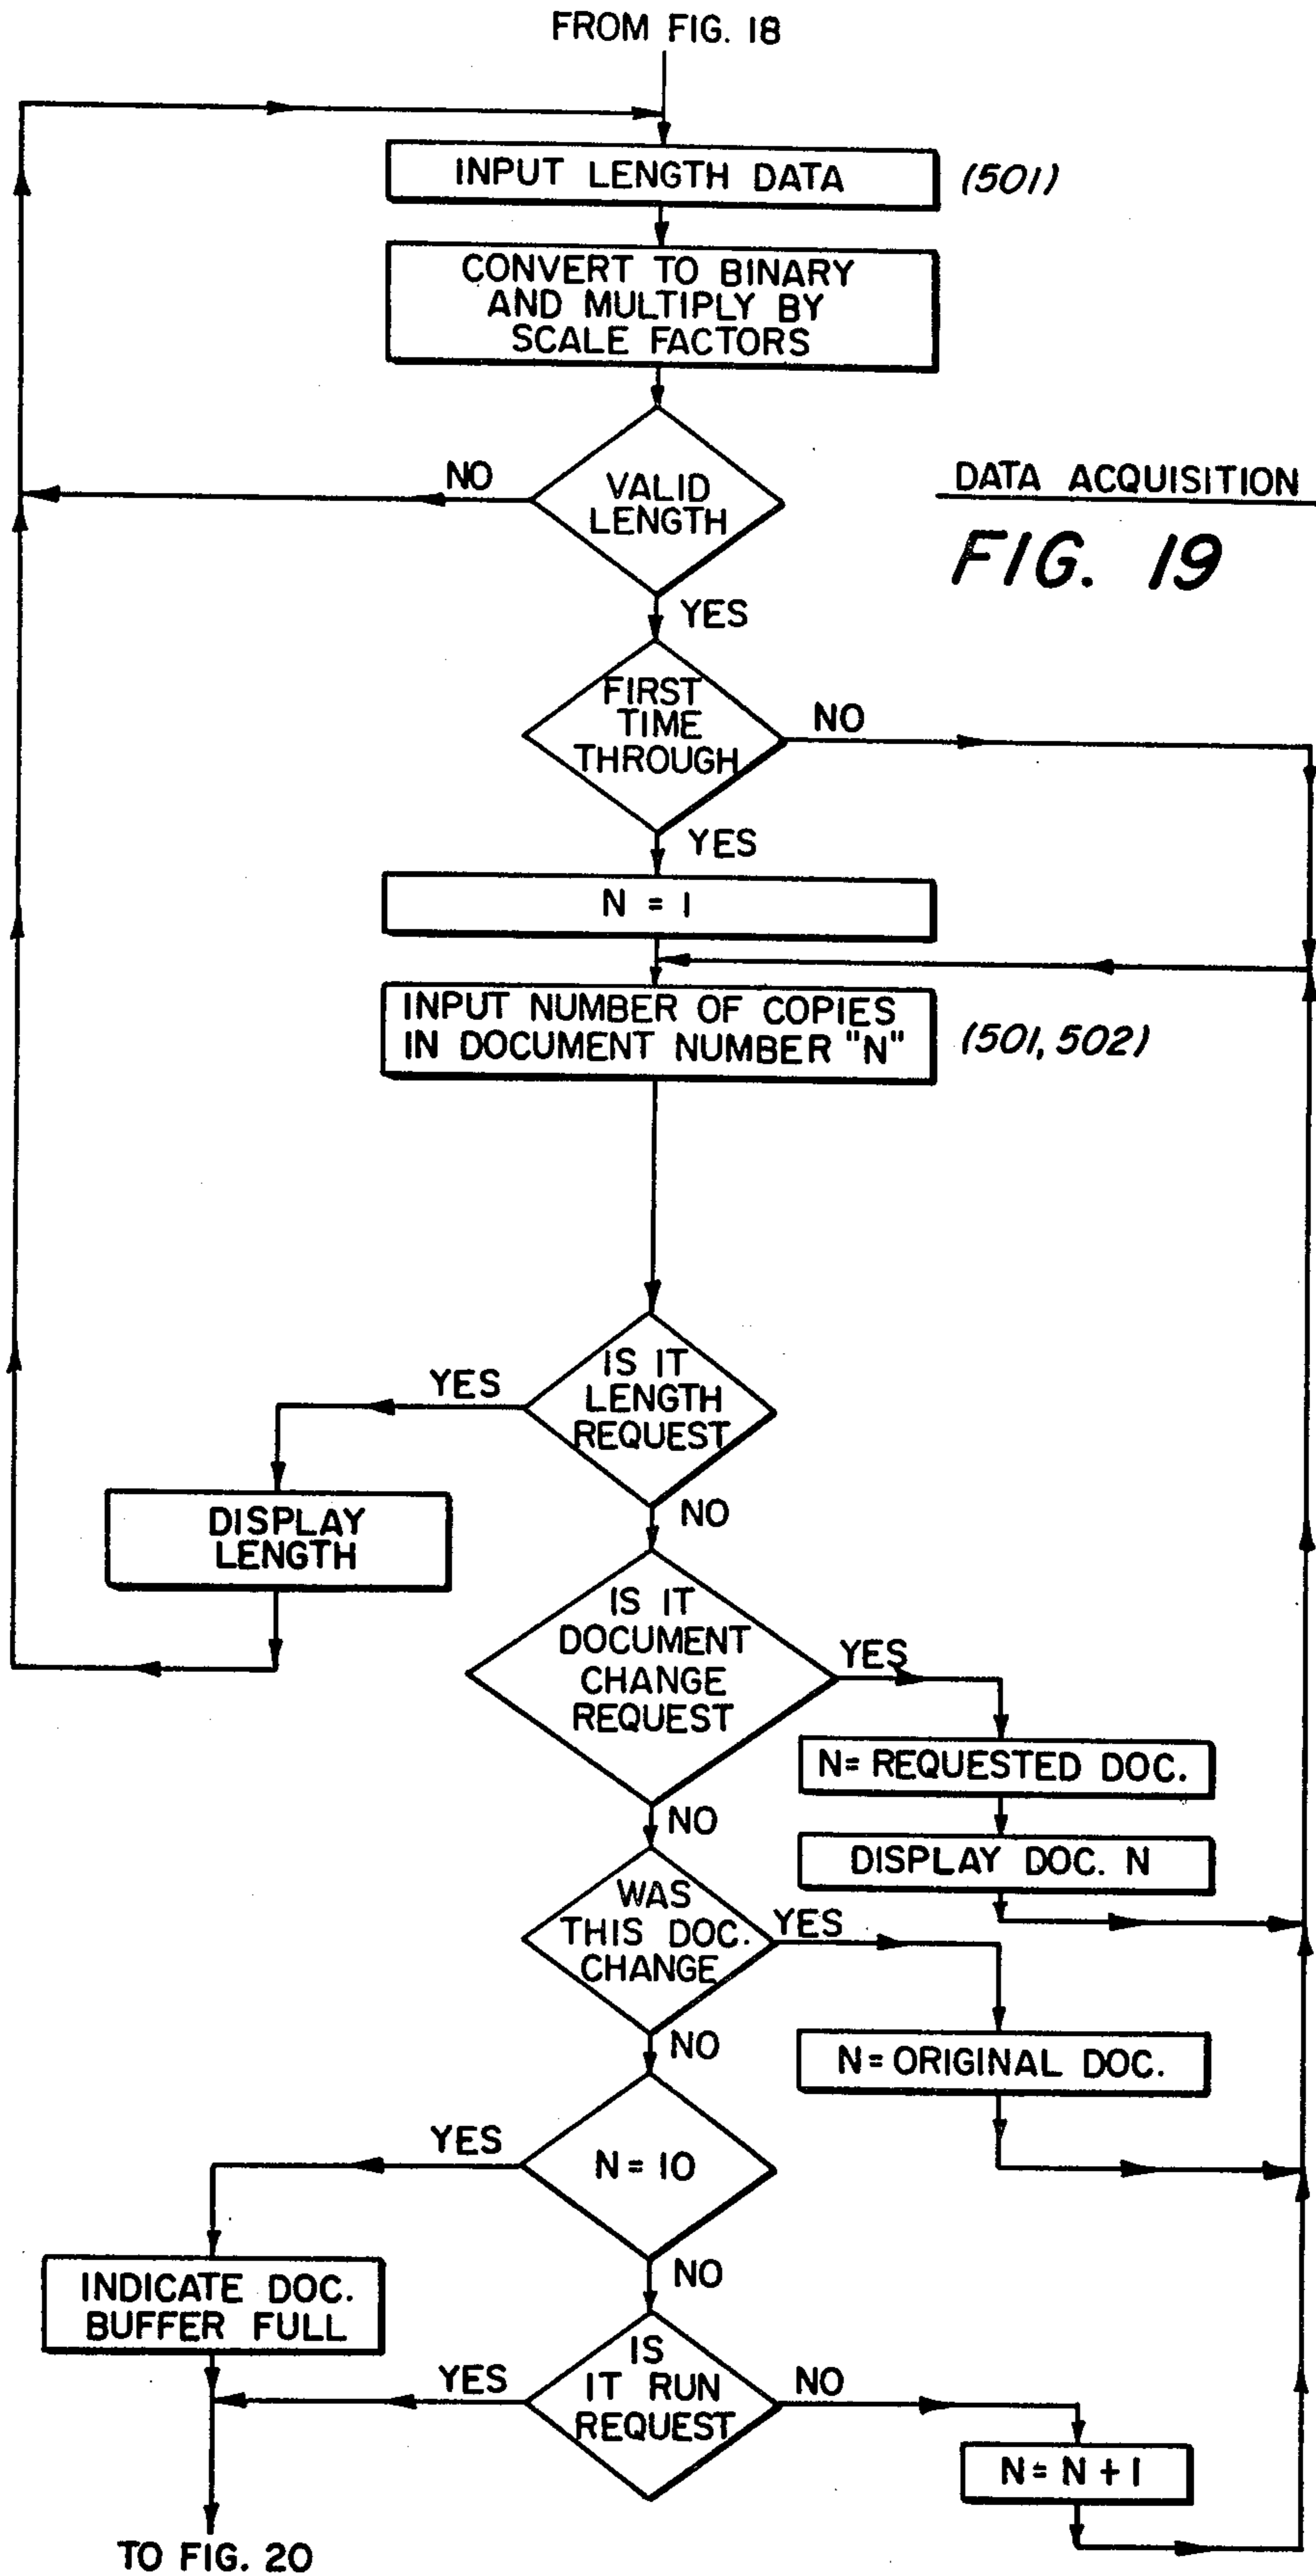 FROM FIG. 18
INPUT LENGTH DATA
(501)
CONVERT TO BINARY
AND MULTIPLY BY
SCALE FACTORS
NO
VALID
LENGTH
DATA ACQUISITION
FIG. 19
YES
FIRST
TIME
THROUGH
NO
YES
N = 1
INPUT NUMBER OF COPIES
IN DOCUMENT NUMBER "N"
(501, 502)
YES
IS IT
LENGTH
REQUEST
NO
DISPLAY
LENGTH
IS IT
DOCUMENT
CHANGE
REQUEST
YES
N= REQUESTED DOC.
NO
DISPLAY DOC. N
WAS
THIS DOC.
CHANGE
YES
NO
N= ORIGINAL DOC.
YES
N = 10
NO
INDICATE DOC.
BUFFER FULL
YES
IS
IT RUN
REQUEST
NO
N= N + 1
TO FIG. 20